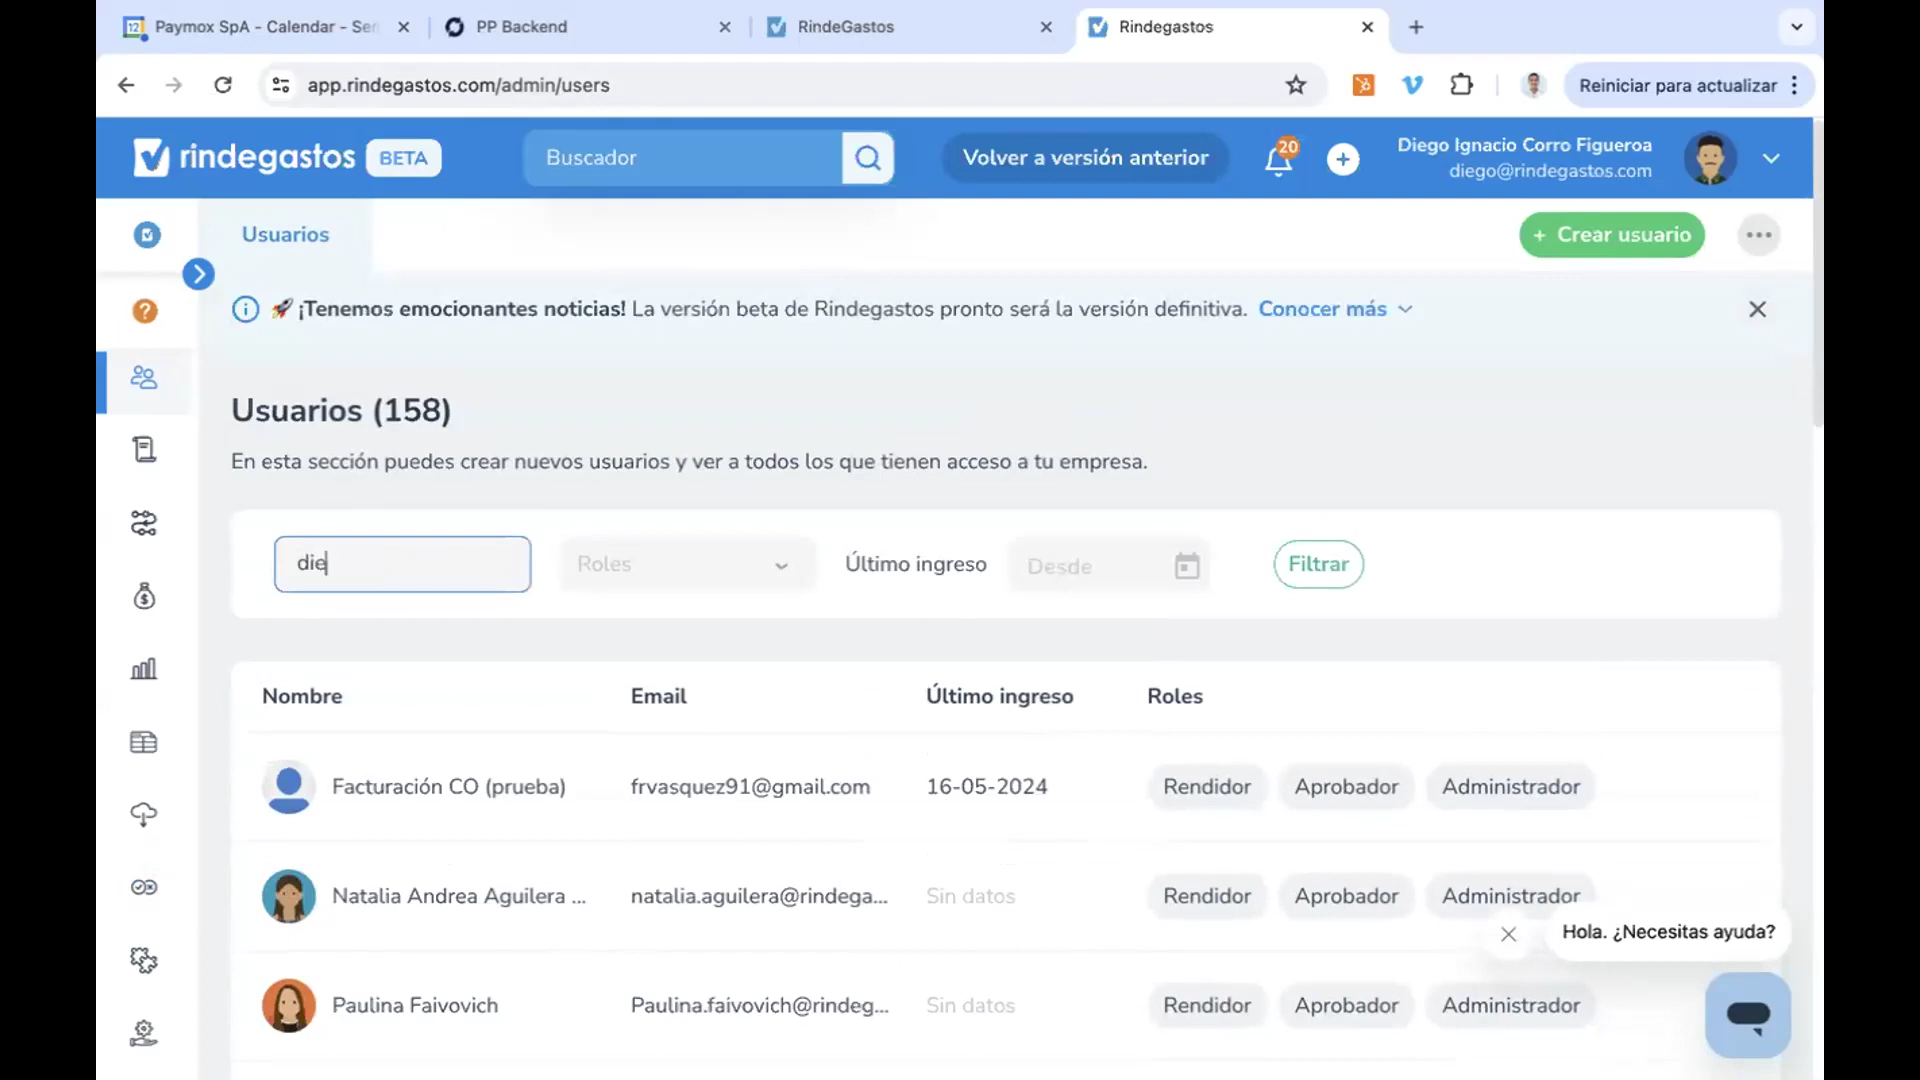 12 Paymox SpA - Calendar - Sem
PP Backend
RindeGastos
Rindegastos
app.rindegastos.com/admin/users
Reiniciar para actualizar
rindegastos BETA
Buscador
Volver a versión anterior
20
Diego Ignacio Corro Figueroa
diego@rindegastos.com
Usuarios
+ Crear usuario
¡Tenemos emocionantes noticias! La versión beta de Rindegastos pronto será la versión definitiva. Conocer más
Usuarios (158)
En esta sección puedes crear nuevos usuarios y ver a todos los que tienen acceso a tu empresa.
die
Roles
Último ingreso
Desde
Filtrar
Nombre Email Último ingreso Roles
Facturación CO (prueba) frvasquez91@gmail.com 16-05-2024 Rendidor Aprobador Administrador
Natalia Andrea Aguilera ... natalia.aguilera@rindega... Sin datos Rendidor Aprobador Administrador
Hola. ¿Necesitas ayuda?
Paulina Faivovich Paulina.faivovich@rindeg... Sin datos Rendidor Aprobador Administrador